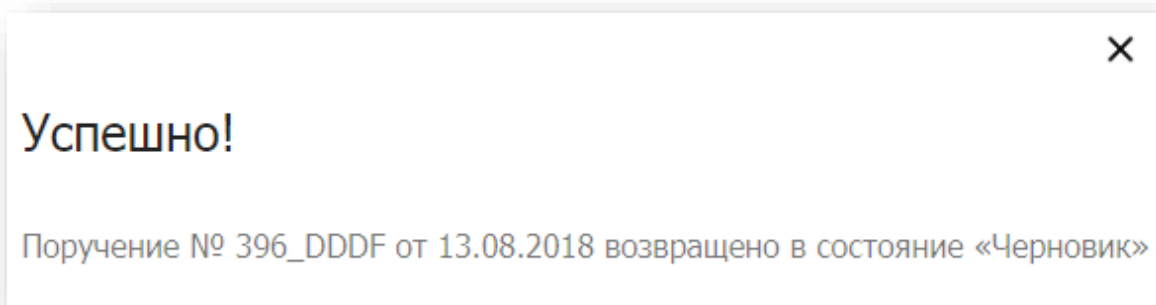 Успешно!
Поручение № 396_DDDF от 13.08.2018 возвращено в состояние «Черновик»